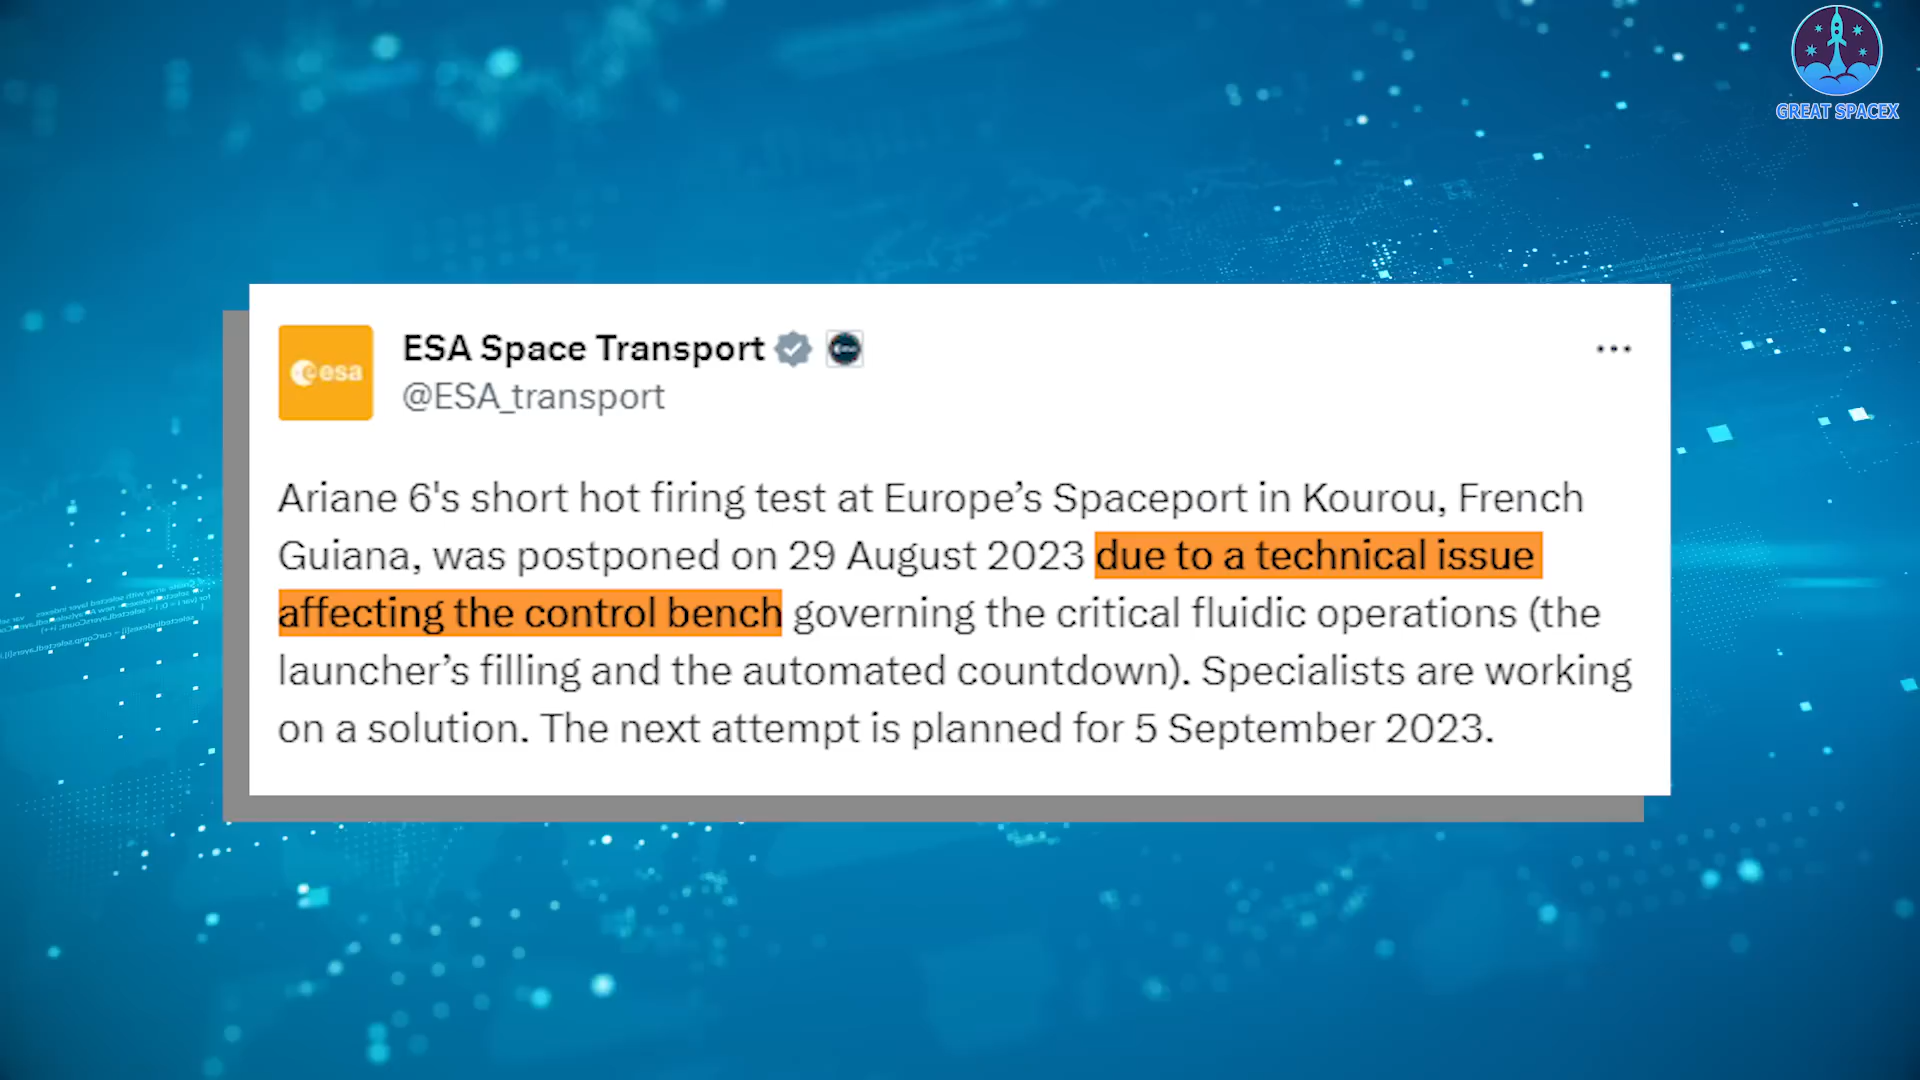 GREAT SPACEX
esa
ESA Space Transport
@ESA_transport
Ariane 6's short hot firing test at Europe’s Spaceport in Kourou, French
Guiana, was postponed on 29 August 2023 due to a technical issue
affecting the control bench governing the critical fluidic operations (the
launcher’s filling and the automated countdown). Specialists are working
on a solution. The next attempt is planned for 5 September 2023.